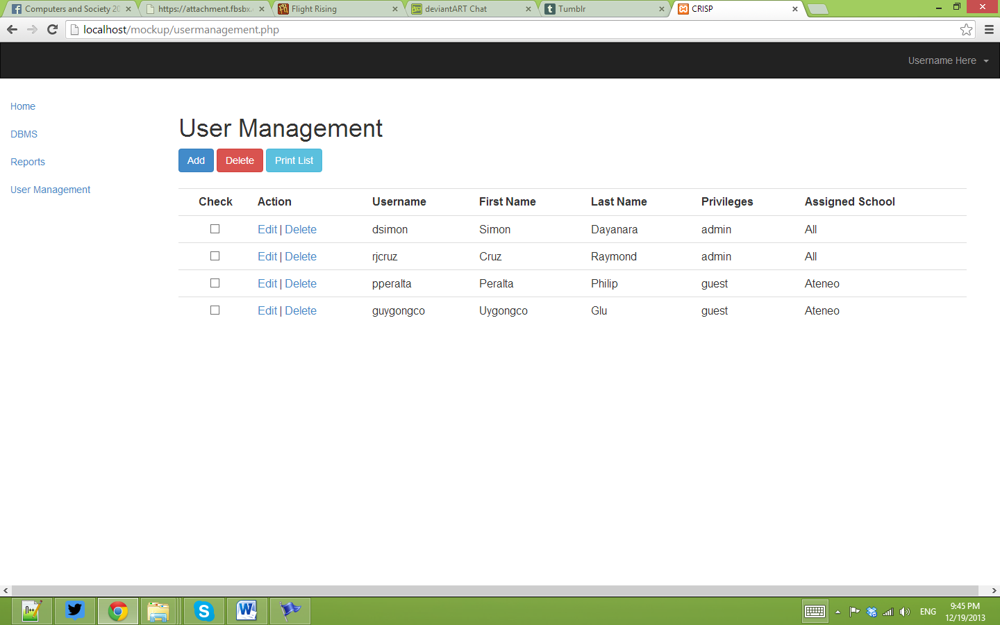 Computers and Society 20
https://attachment.fbsbx.
Flight Rising
deviantART Chat
Tumblr
CRISP
localhost/mockup/usermanagement.php
Username Here
Home
DBMS
Reports
User Management
User Management
Add Delete Print List
Check Action Username First Name Last Name Privileges Assigned School
Edit | Delete dsimon Simon Dayanara admin All
Edit | Delete rjcruz Cruz Raymond admin All
Edit | Delete pperalta Peralta Philip guest Ateneo
Edit | Delete guygongco Uygongco Glu guest Ateneo
ENG
9:45 PM
12/19/2013